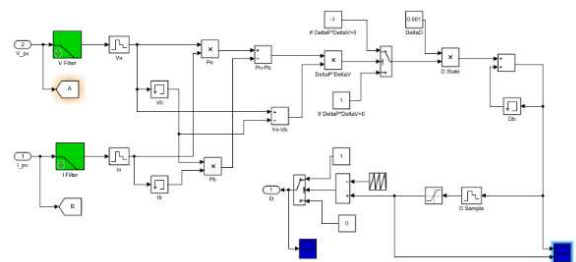 -1
0.001
If DeltaP*DeltaV>0
DeltaD
2
V_pv
V Filter
Vn
Pn
Pn-Pb
DeltaP*DeltaV
D State
A
Vb
1
If DeltaP*DeltaV<0
Db
Vn-Vb
1
I_pv
I Filter
In
Pb
Ib
B
1
1
D
0
D Sample